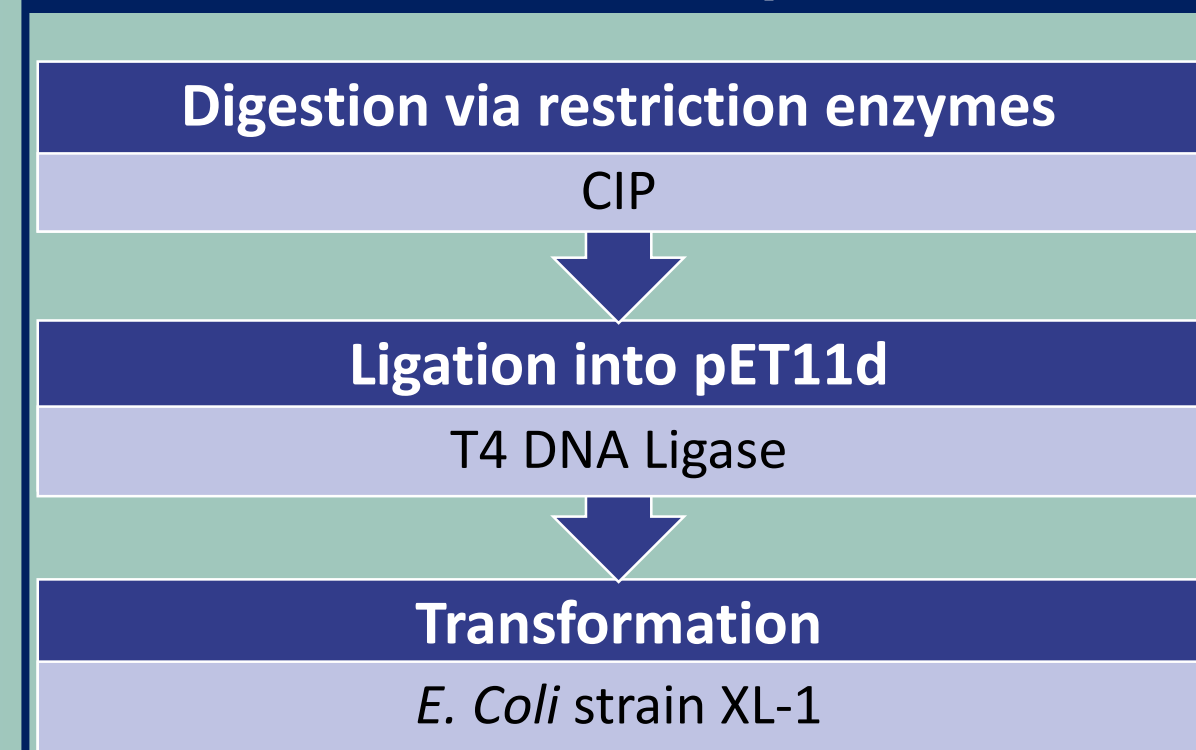 Digestion via restriction enzymes
CIP
Ligation into pET11d
T4 DNA Ligase
Transformation
E. Coli strain XL-1